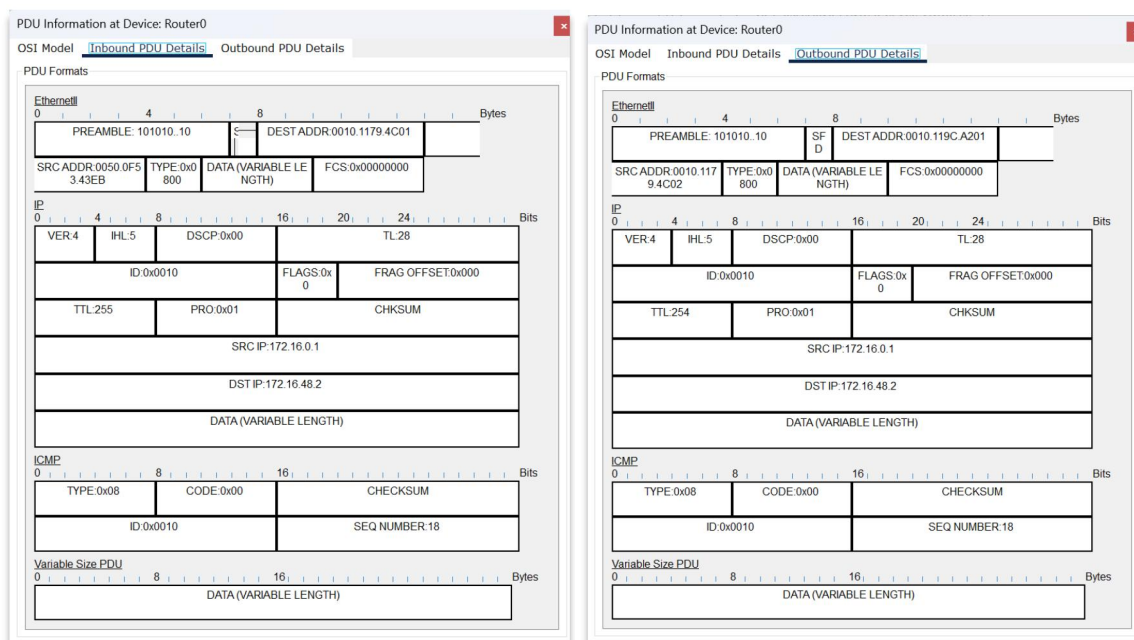 PDU Information at Device: Router0
OSI Model Inbound PDU Details Outbound PDU Details
PDU Formats
EthernetII
0 4 8 Bytes
PREAMBLE: 101010..10 DEST ADDR:0010.1179.4C01
SRC ADDR:0050.0F5 TYPE:0x0 DATA (VARIABLE LE FCS:0x00000000
3.43EB 800 NGTH)
IP
0 4 8 16 20 24 Bits
VER:4 IHL:5 DSCP:0x00 TL:28
ID:0x0010 FLAGS:0x FRAG OFFSET:0x000
0
TTL:255 PRO:0x01 CHKSUM
SRC IP:172.16.0.1
DST IP:172.16.48.2
DATA (VARIABLE LENGTH)
ICMP
0 8 16 Bits
TYPE:0x08 CODE:0x00 CHECKSUM
ID:0x0010 SEQ NUMBER:18
Variable Size PDU
0 8 16 Bytes
DATA (VARIABLE LENGTH)
PDU Information at Device: Router0
OSI Model Inbound PDU Details Outbound PDU Details
PDU Formats
EthernetII
0 4 8 Bytes
PREAMBLE: 101010..10 SF DEST ADDR:0010.119C.A201
D
SRC ADDR:0010.117 TYPE:0x0 DATA (VARIABLE LE FCS:0x00000000
9.4C02 800 NGTH)
IP
0 4 8 16 20 24 Bits
VER:4 IHL:5 DSCP:0x00 TL:28
ID:0x0010 FLAGS:0x FRAG OFFSET:0x000
0
TTL:254 PRO:0x01 CHKSUM
SRC IP:172.16.0.1
DST IP:172.16.48.2
DATA (VARIABLE LENGTH)
ICMP
0 8 16 Bits
TYPE:0x08 CODE:0x00 CHECKSUM
ID:0x0010 SEQ NUMBER:18
Variable Size PDU
0 8 16 Bytes
DATA (VARIABLE LENGTH)